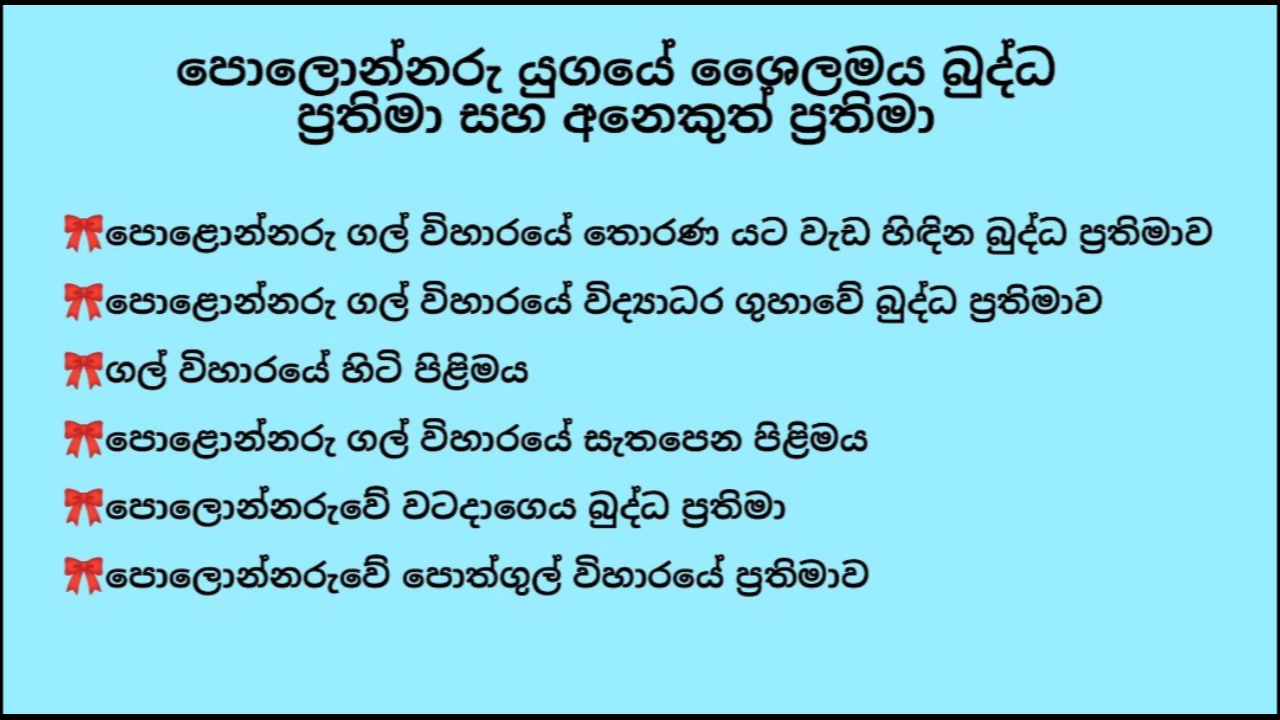 පොලොන්නරු යුගයේ ශෛලමය බුද්ධ
ප්‍රතිමා සහ අනෙකුත් ප්‍රතිමා
🎀පොළොන්නරු ගල් විහාරයේ තොරණ යට වැඩ හිඳින බුද්ධ ප්‍රතිමාව
🎀පොළොන්නරු ගල් විහාරයේ විද්‍යාධර ගුහාවේ බුද්ධ ප්‍රතිමාව
🎀ගල් විහාරයේ හිටි පිළිමය
🎀පොළොන්නරු ගල් විහාරයේ සැතපෙන පිළිමය
🎀පොලොන්නරුවේ වටදාගෙය බුද්ධ ප්‍රතිමා
🎀පොලොන්නරුවේ පොත්ගුල් විහාරයේ ප්‍රතිමාව